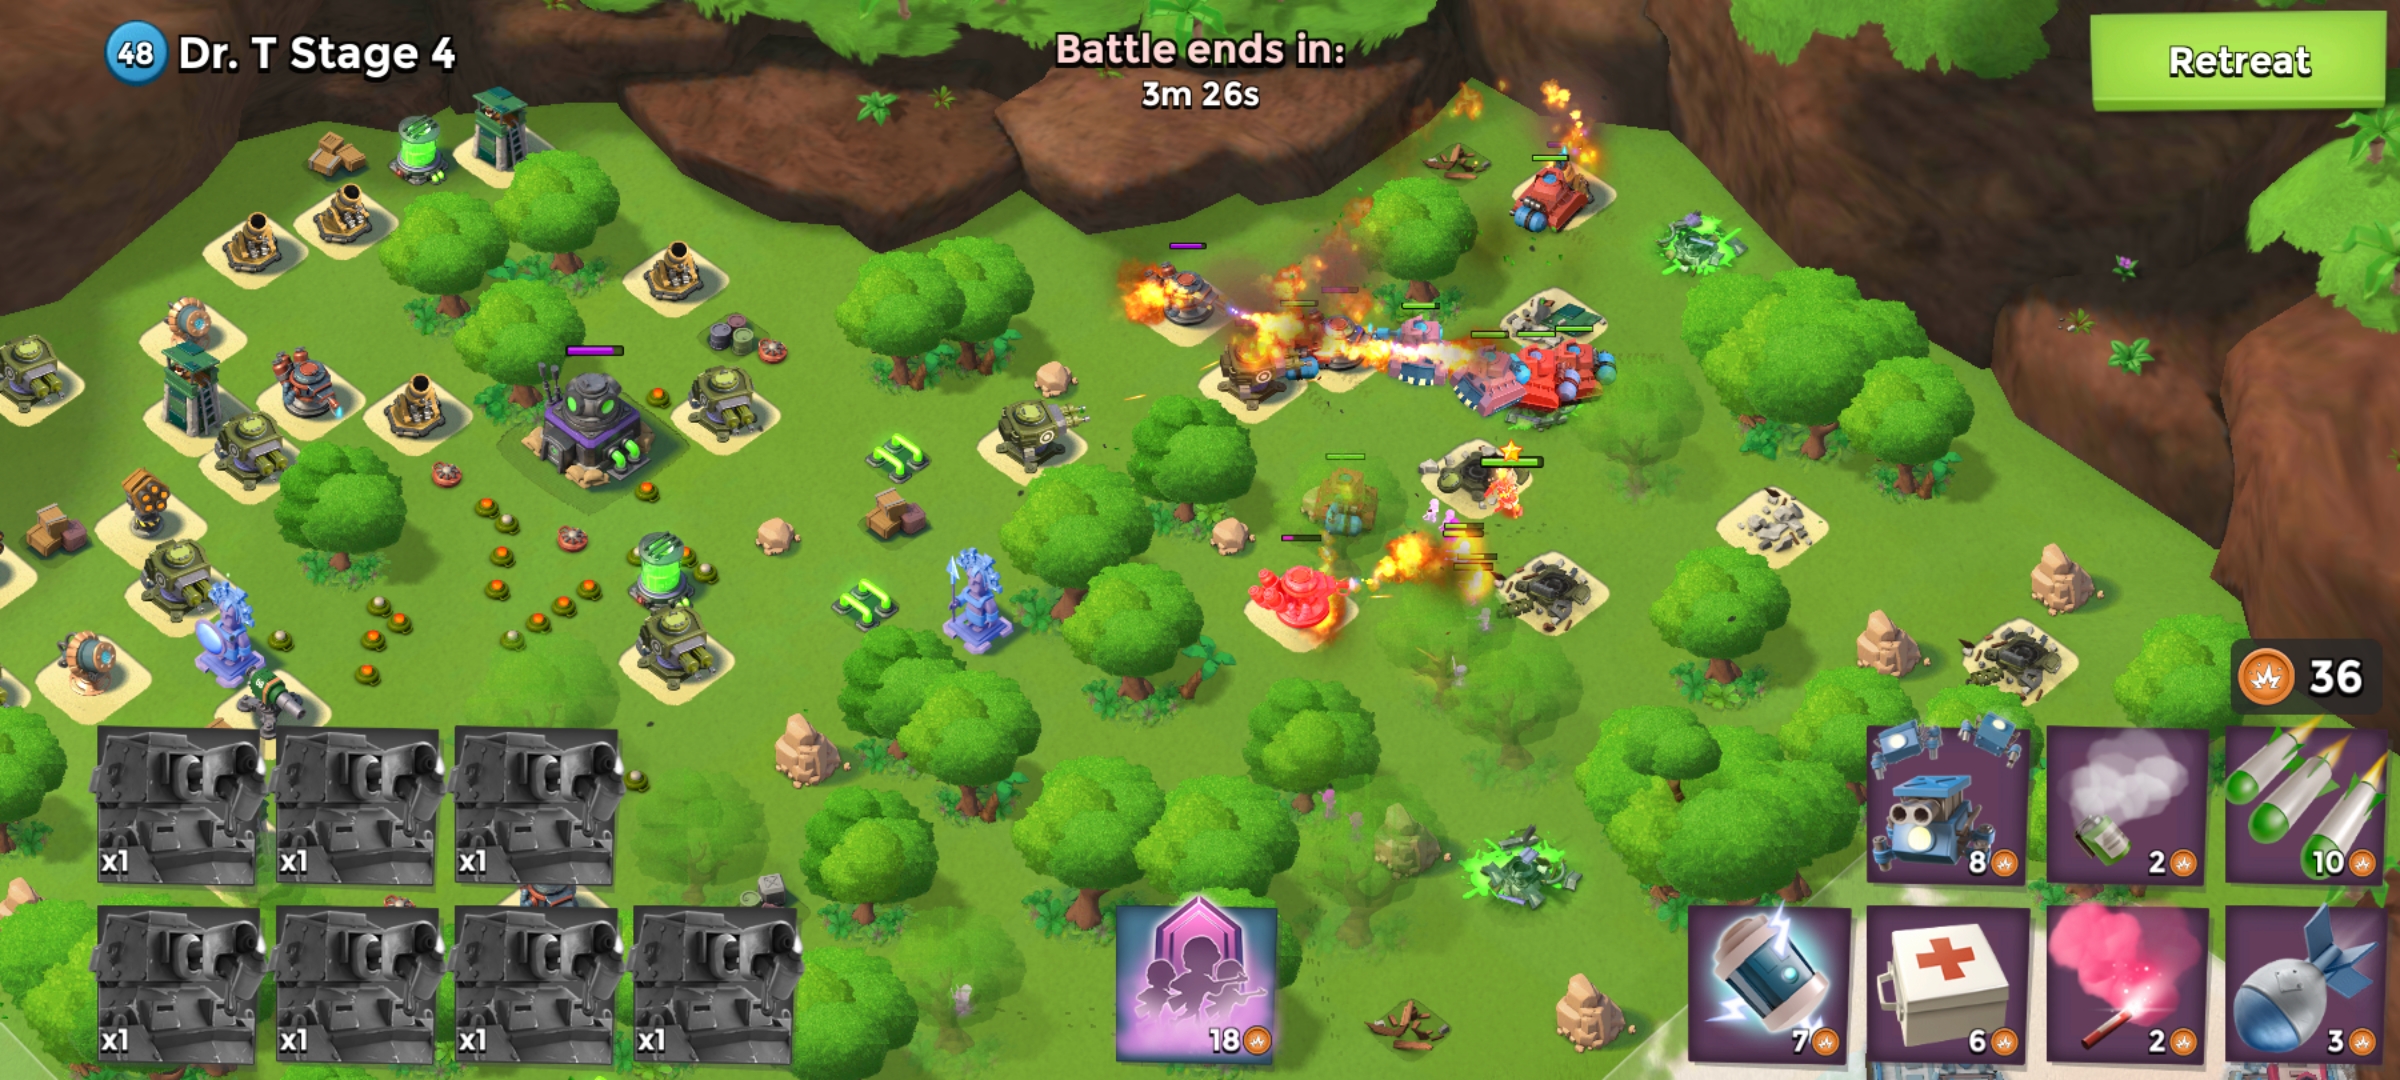 48 Dr. T Stage 4
Battle ends in:
3m 26s
Retreat
36
x1
x1
x1
8
2
10
x1
x1
x1
x1
18
7
6
2
3